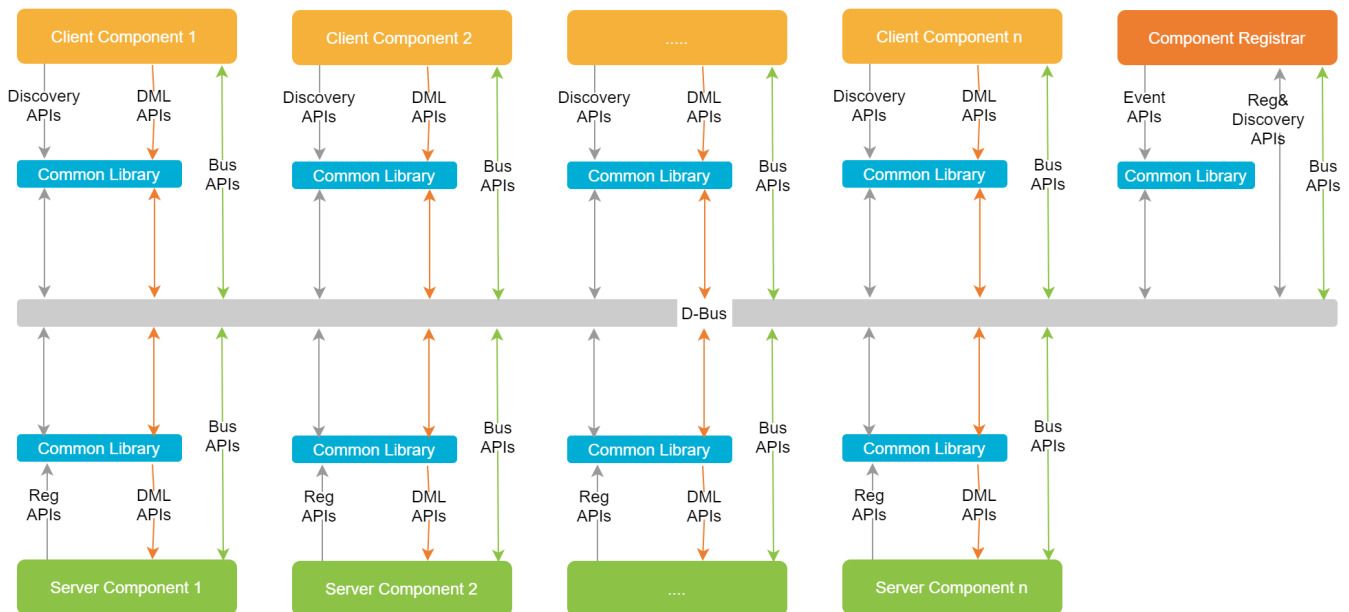 Client Component 1
Client Component 2
.....
Client Component n
Component Registrar
Discovery
APIs
DML
APIs
Bus
APIs
Discovery
APIs
DML
APIs
Bus
APIs
Discovery
APIs
DML
APIs
Bus
APIs
Discovery
APIs
DML
APIs
Bus
APIs
Event
APIs
Reg&
Discovery
APIs
Bus
APIs
Common Library
Common Library
Common Library
Common Library
Common Library
D-Bus
Common Library
Common Library
Common Library
Common Library
Reg
APIs
DML
APIs
Bus
APIs
Reg
APIs
DML
APIs
Bus
APIs
Reg
APIs
DML
APIs
Bus
APIs
Reg
APIs
DML
APIs
Bus
APIs
Server Component 1
Server Component 2
....
Server Component n